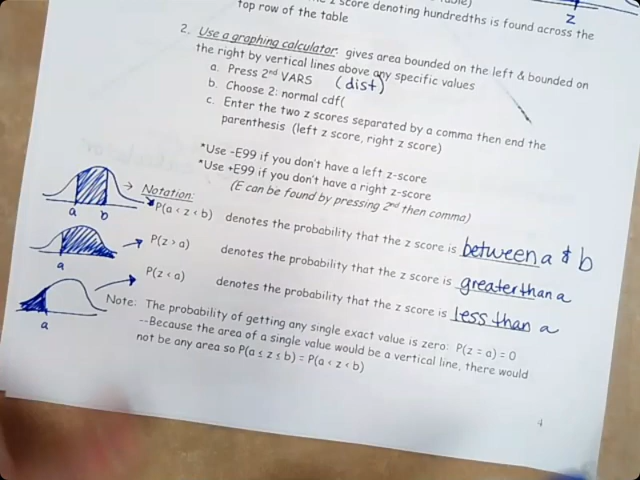 z score denoting hundredths is found across the
top row of the table
z
2. Use a graphing calculator: gives area bounded on the left & bounded on
the right by vertical lines above any specific values
a. Press 2nd VARS (dist)
b. Choose 2: normal cdf(
c. Enter the two z scores separated by a comma then end the
parenthesis (left z score, right z score)
*Use -E99 if you don't have a left z-score
*Use +E99 if you don't have a right z-score
(E can be found by pressing 2nd then comma)
Notation:
a b
P(a < z < b) denotes the probability that the z score is between a & b
a
P(z > a) denotes the probability that the z score is greater than a
a
P(z < a) denotes the probability that the z score is less than a
Note: The probability of getting any single exact value is zero: P(z = a) = 0
--Because the area of a single value would be a vertical line, there would
not be any area so P(a ≤ z ≤ b) = P(a < z < b)
4